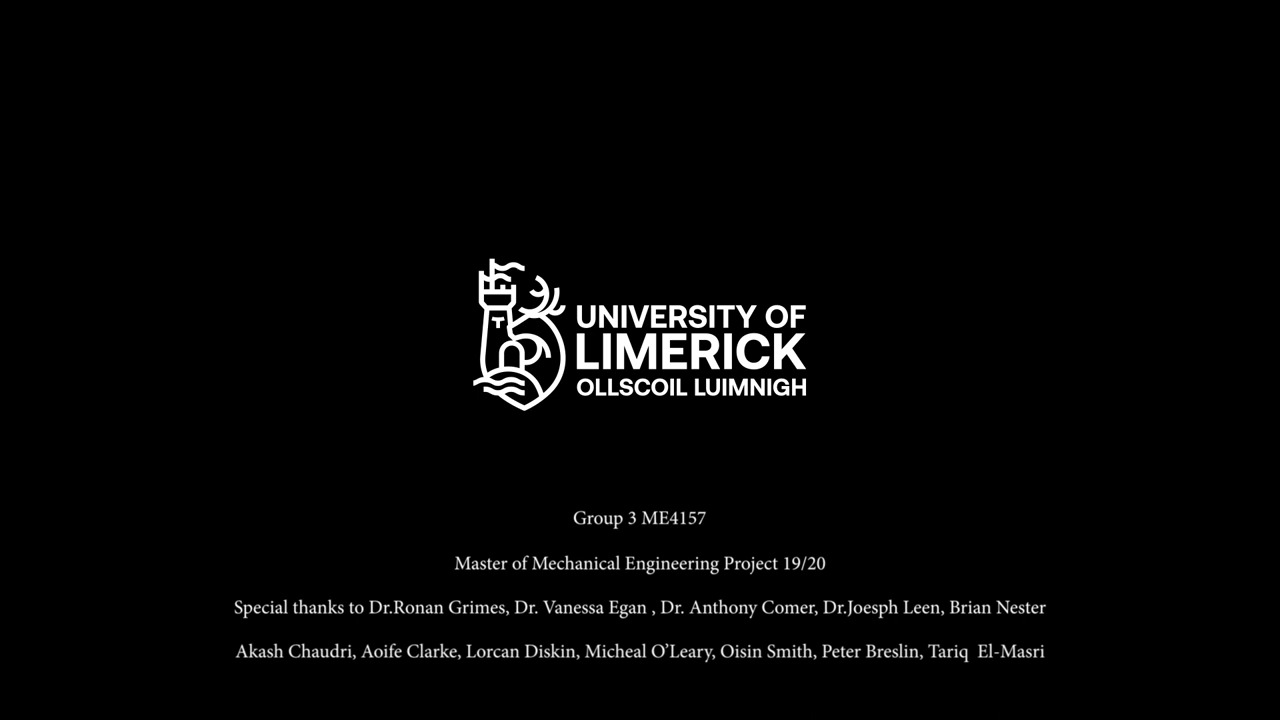 UNIVERSITY OF
LIMERICK
OLLSCOIL LUIMNIGH
Group 3 ME4157
Master of Mechanical Engineering Project 19/20
Special thanks to Dr.Ronan Grimes, Dr. Vanessa Egan , Dr. Anthony Comer, Dr.Joesph Leen, Brian Nester
Akash Chaudri, Aoife Clarke, Lorcan Diskin, Micheal O’Leary, Oisin Smith, Peter Breslin, Tariq  El-Masri